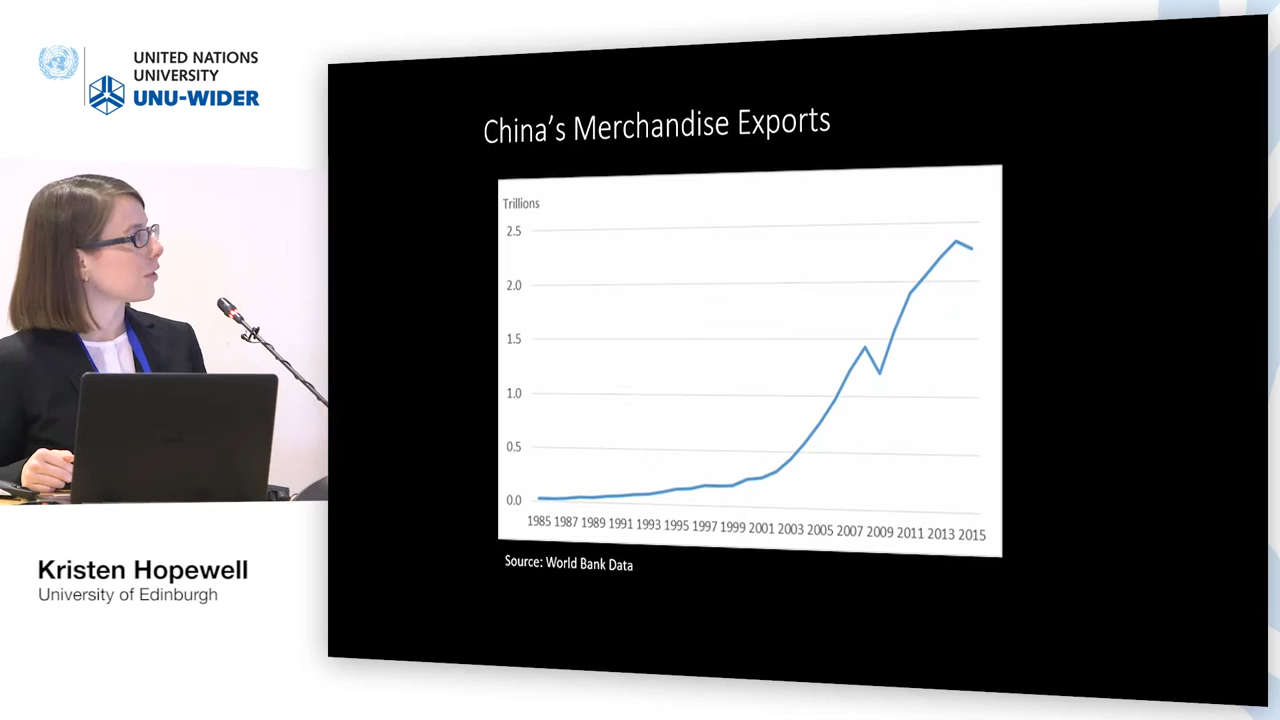 UNITED NATIONS
UNIVERSITY
UNU-WIDER
China's Merchandise Exports
Trillions
2.5
2.0
1.5
1.0
0.5
0.0
1985 1987 1989 1991 1993 1995 1997 1999 2001 2003 2005 2007 2009 2011 2013 2015
Source: World Bank Data
Kristen Hopewell
University of Edinburgh